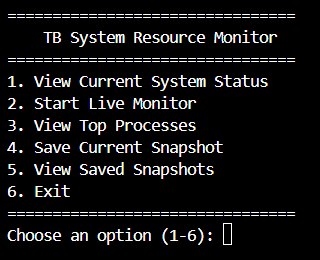 ================================
TB System Resource Monitor
================================
1. View Current System Status
2. Start Live Monitor
3. View Top Processes
4. Save Current Snapshot
5. View Saved Snapshots
6. Exit
================================
Choose an option (1-6):